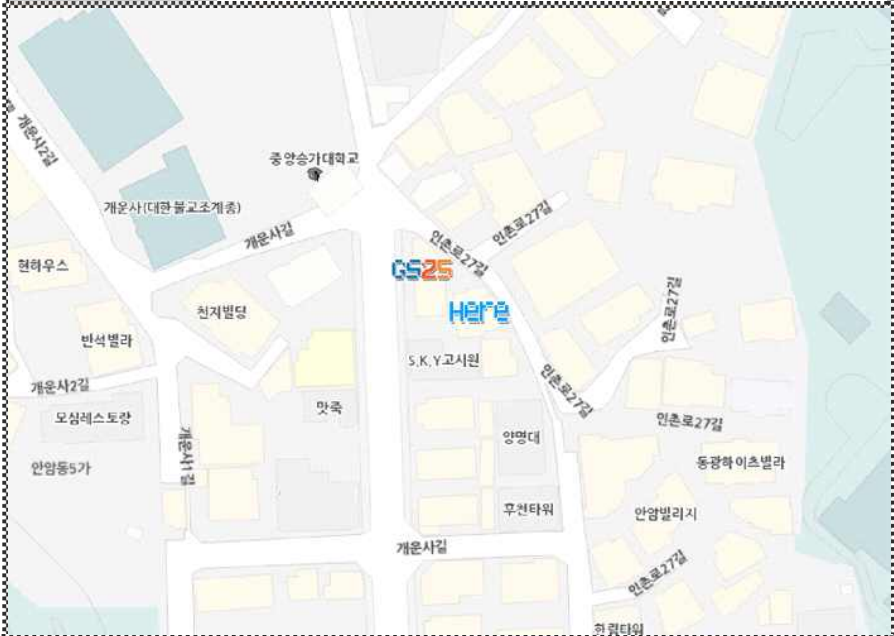 개운사2길
중앙승가대학교
개운사(대한불교조계종)
개운사길
인촌로27길
인촌로27길
현하우스
GS25
천지빌딩
Here
인촌로27길
반석빌라
S.K.Y고시원
개운사2길
인촌로27길
모심레스토랑
맛죽
인촌로27길
양명대
개운사1길
안암동5가
동광하이츠빌라
후천타워
안암빌리지
개운사길
인촌로27길
한림타워